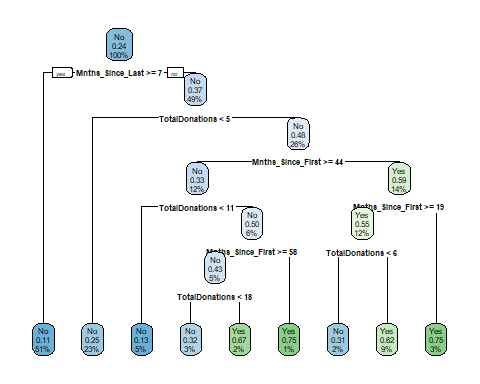 No
0.24
100%
yes
Mnths_Since_Last >= 7
no
No
0.37
49%
TotalDonations < 5
No
0.48
26%
Mnths_Since_First >= 44
No
0.33
12%
Yes
0.59
14%
TotalDonations < 11
Mnths_Since_First >= 19
No
0.50
6%
Yes
0.55
12%
Mnths_Since_First >= 58
TotalDonations < 6
No
0.43
5%
TotalDonations < 18
No
0.11
51%
No
0.25
23%
No
0.13
5%
No
0.32
3%
Yes
0.67
2%
Yes
0.75
1%
No
0.31
2%
Yes
0.62
9%
Yes
0.75
3%